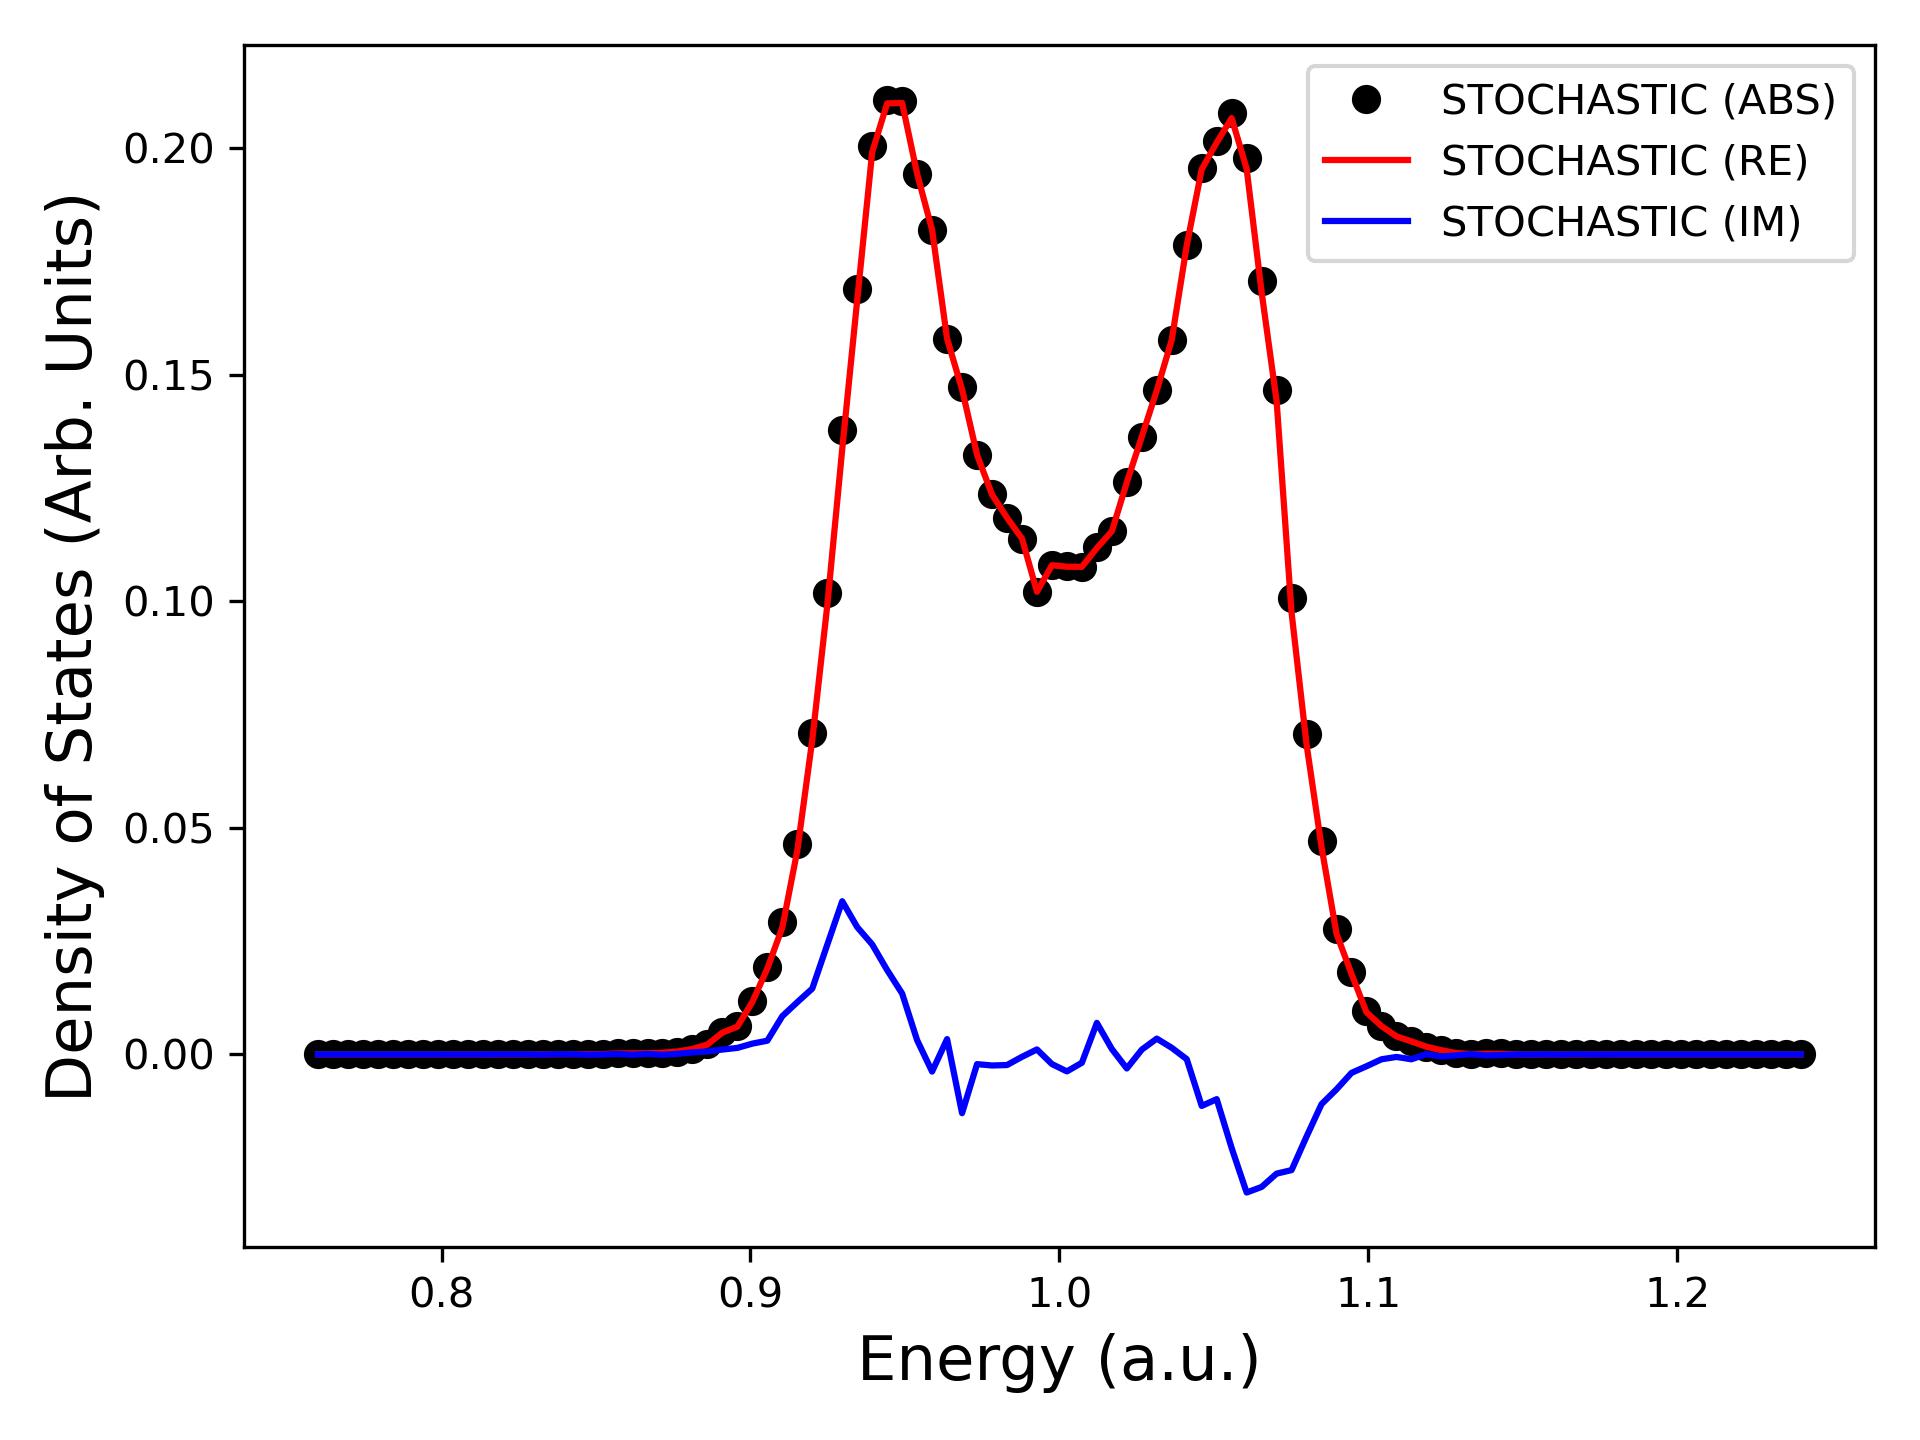 STOCHASTIC (ABS)
STOCHASTIC (RE)
STOCHASTIC (IM)
Density of States (Arb. Units)
0.20
0.15
0.10
0.05
0.00
0.8 0.9 1.0 1.1 1.2
Energy (a.u.)